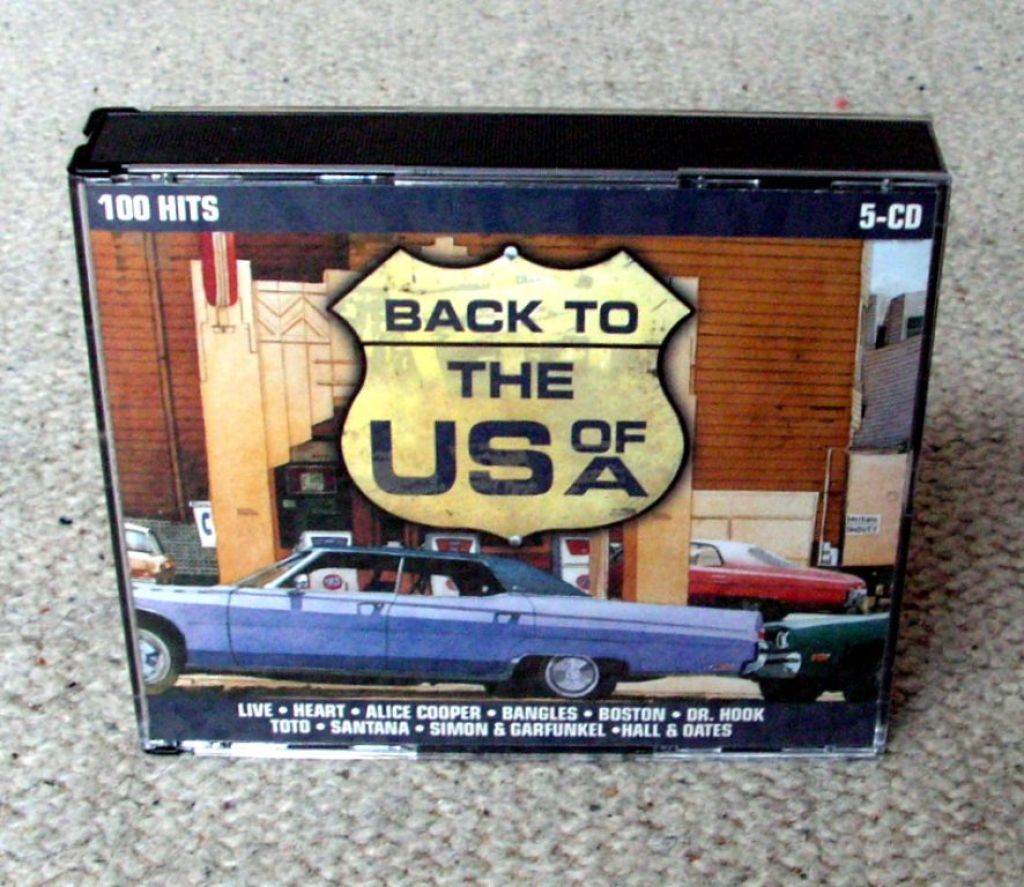 100 HITS
5-CD
BACK TO
THE
US OF A
LIVE • HEART • ALICE COOPER • BANGLES • BOSTON • DR. HOOK
TOTO • SANTANA • SIMON & GARFUNKEL •HALL & OATES